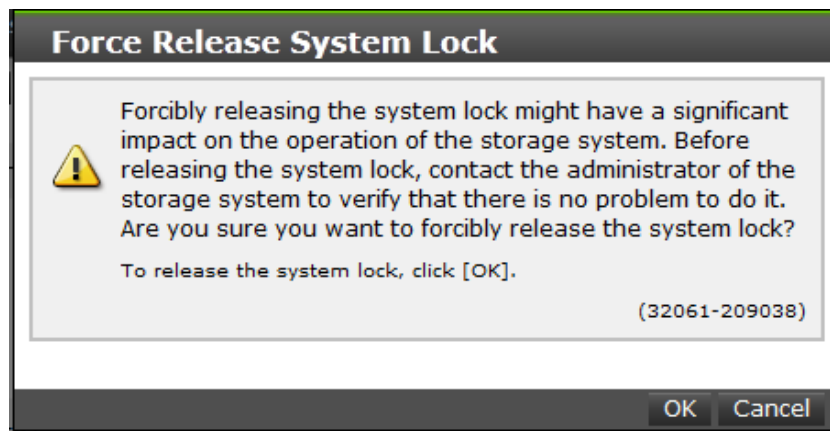 Force Release System Lock
Forcibly releasing the system lock might have a significant
impact on the operation of the storage system. Before
releasing the system lock, contact the administrator of the
storage system to verify that there is no problem to do it.
Are you sure you want to forcibly release the system lock?
To release the system lock, click [OK].
(32061-209038)
OK Cancel